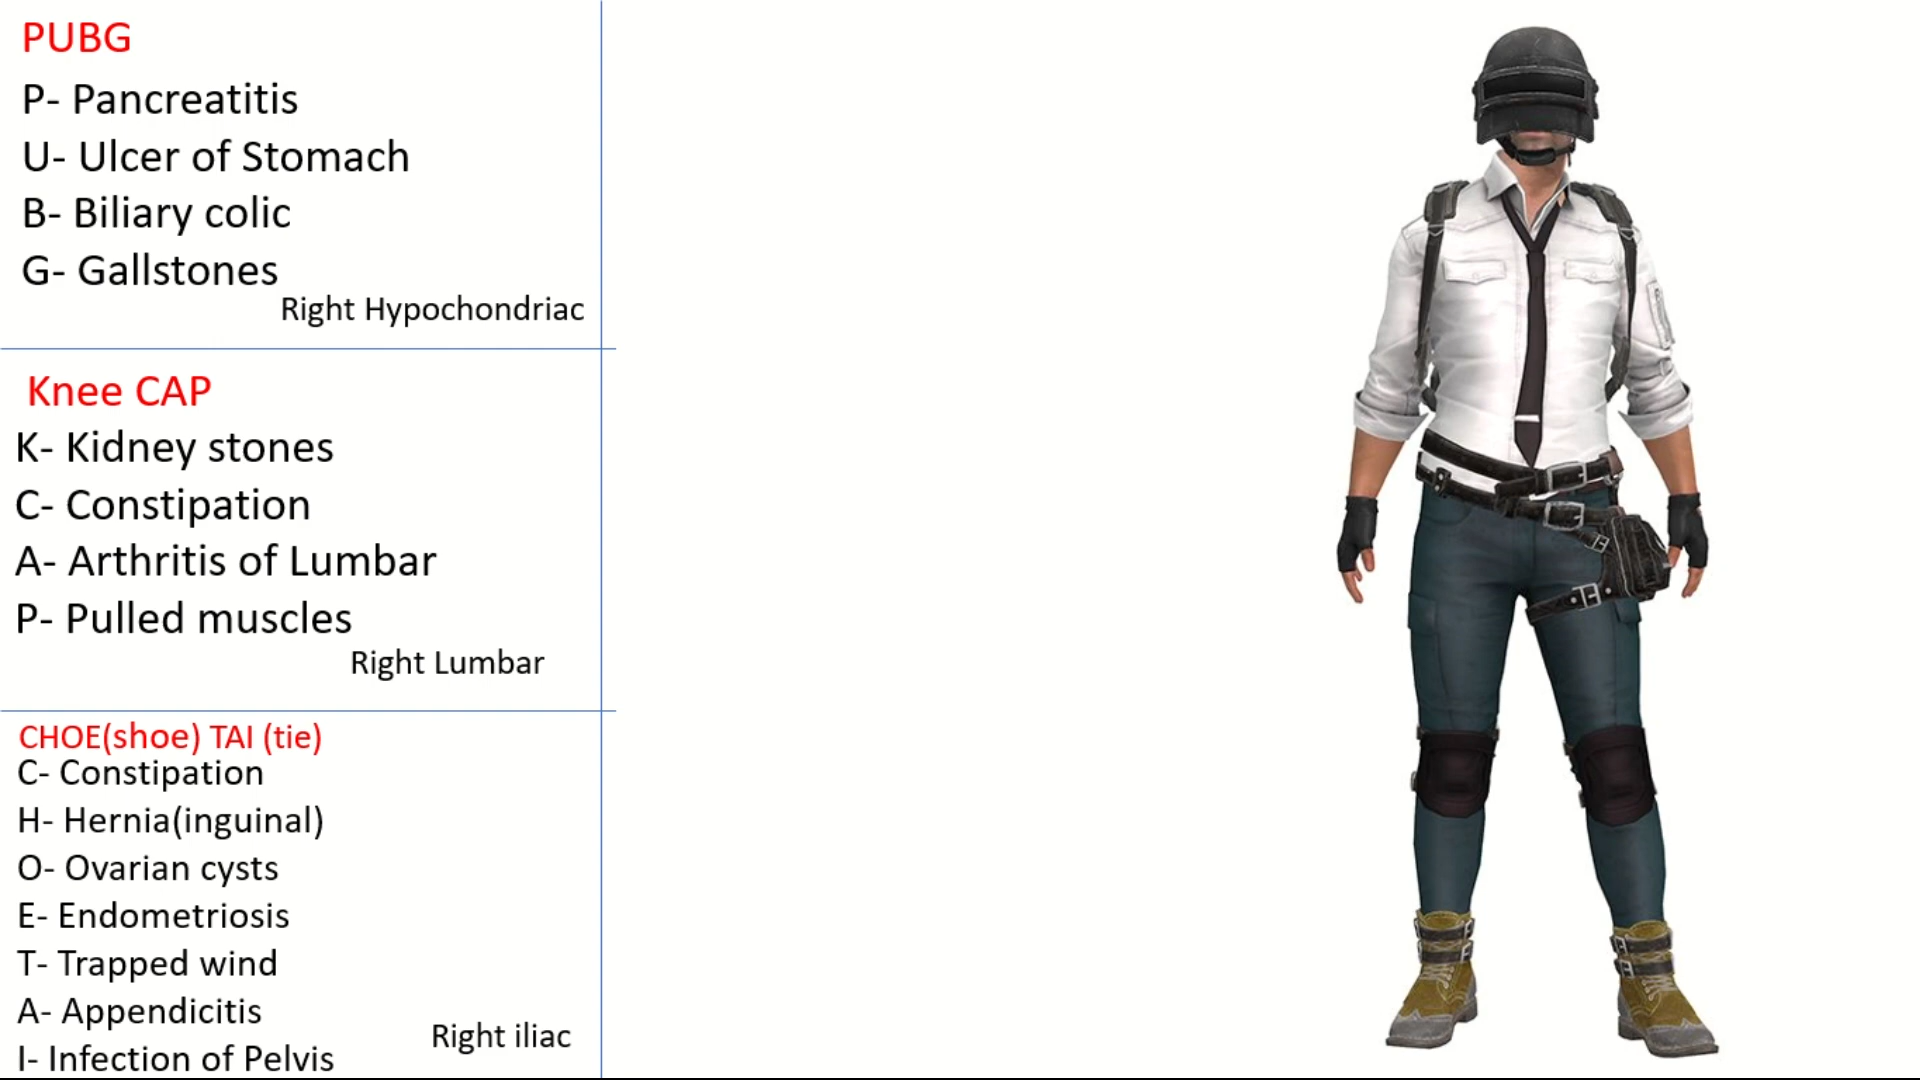 PUBG
P- Pancreatitis
U- Ulcer of Stomach
B- Biliary colic
G- Gallstones
Right Hypochondriac
Knee CAP
K- Kidney stones
C- Constipation
A- Arthritis of Lumbar
P- Pulled muscles
Right Lumbar
CHOE(shoe) TAI (tie)
C- Constipation
H- Hernia(inguinal)
O- Ovarian cysts
E- Endometriosis
T- Trapped wind
A- Appendicitis
Right iliac
I- Infection of Pelvis